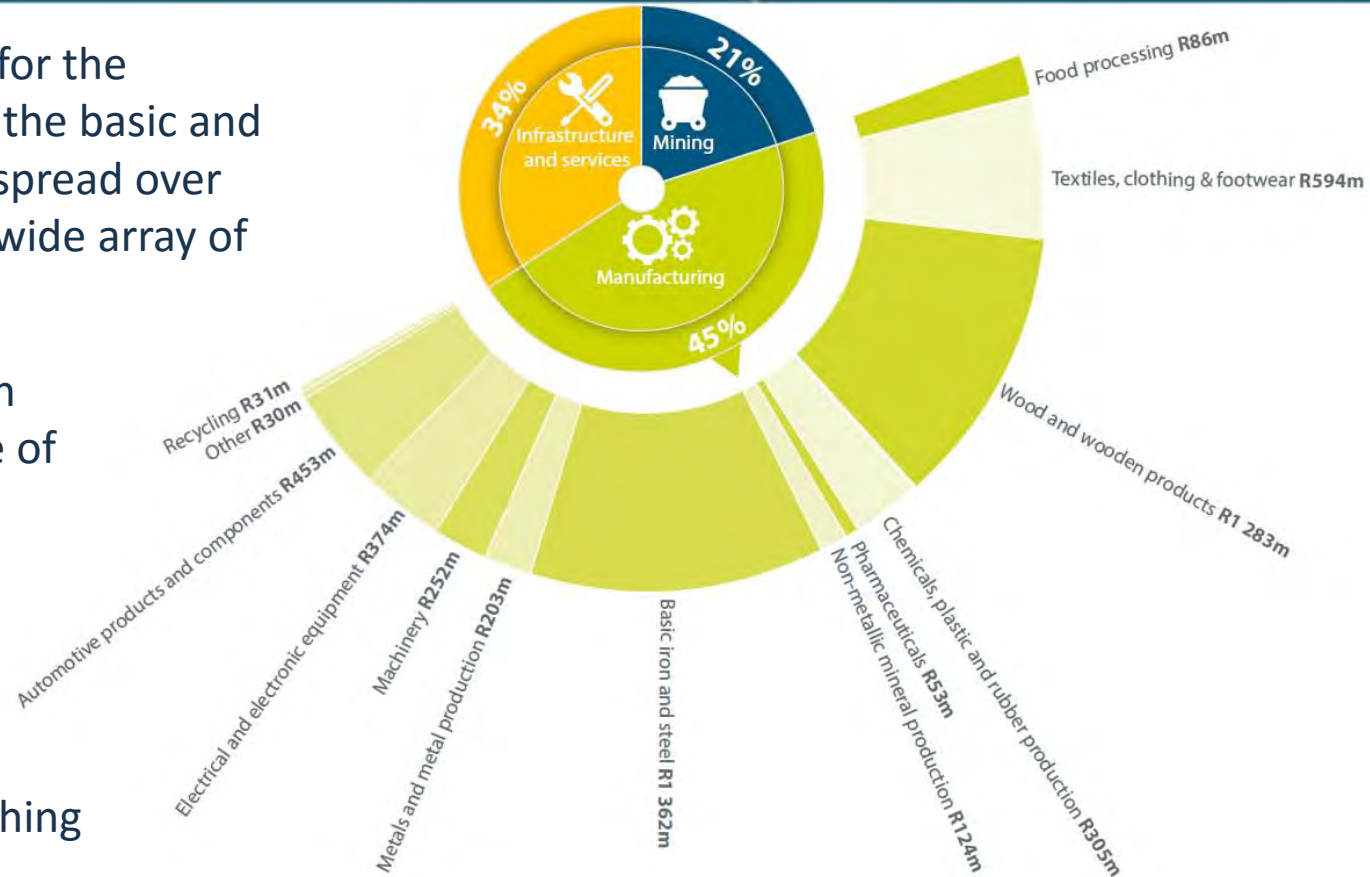 for the
the basic and
spread over
wide array of
n
e of
hing
34%
Infrastructure
and services
21%
Mining
Manufacturing
45%
Food processing R86m
Textiles, clothing & footwear R594m
Wood and wooden products R1 283m
Chemicals, plastic and rubber production R305m
Pharmaceuticals R53m
Non-metallic mineral production R124m
Basic iron and steel R1 362m
Metals and metal production R203m
Machinery R252m
Electrical and electronic equipment R374m
Automotive products and components R453m
Other R30m
Recycling R31m